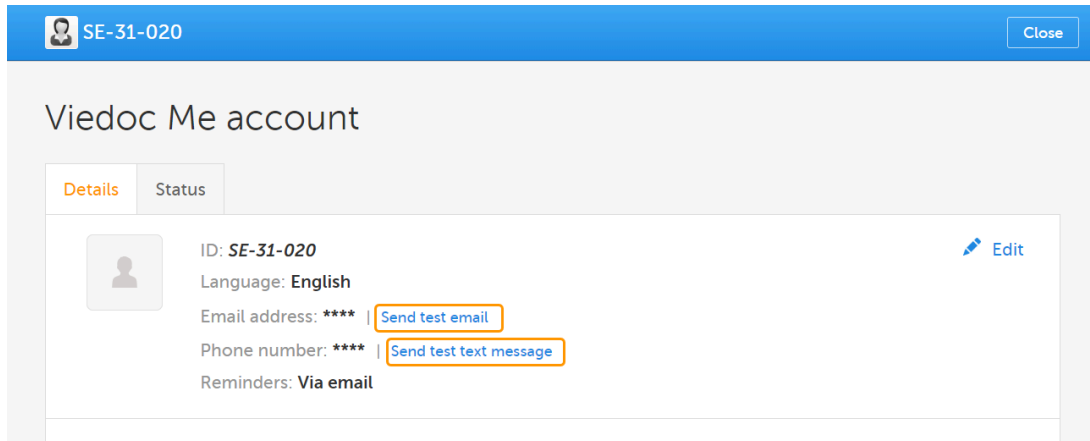 SE-31-020
Close
Viedoc Me account
Details Status
ID: SE-31-020
Edit
Language: English
Email address: **** | Send test email
Phone number: **** | Send test text message
Reminders: Via email